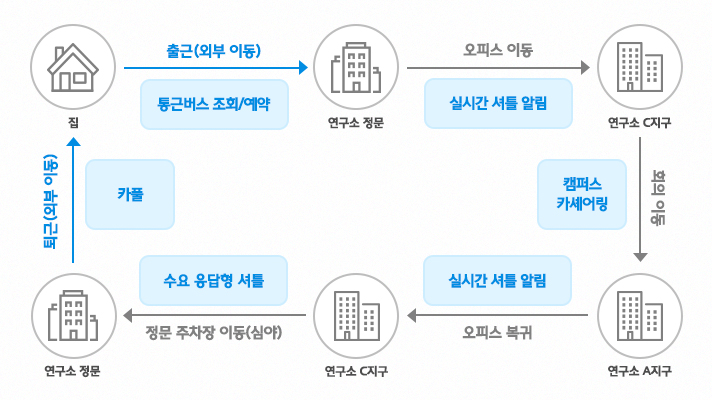 출근(외부 이동)
오피스 이동
통근버스 조회/예약
실시간 셔틀 알림
집
연구소 정문
연구소 C지구
퇴근(외부 이동)
카풀
캠퍼스
카셰어링
회의 이동
수요 응답형 셔틀
실시간 셔틀 알림
정문 주차장 이동(심야)
오피스 복귀
연구소 정문
연구소 C지구
연구소 A지구